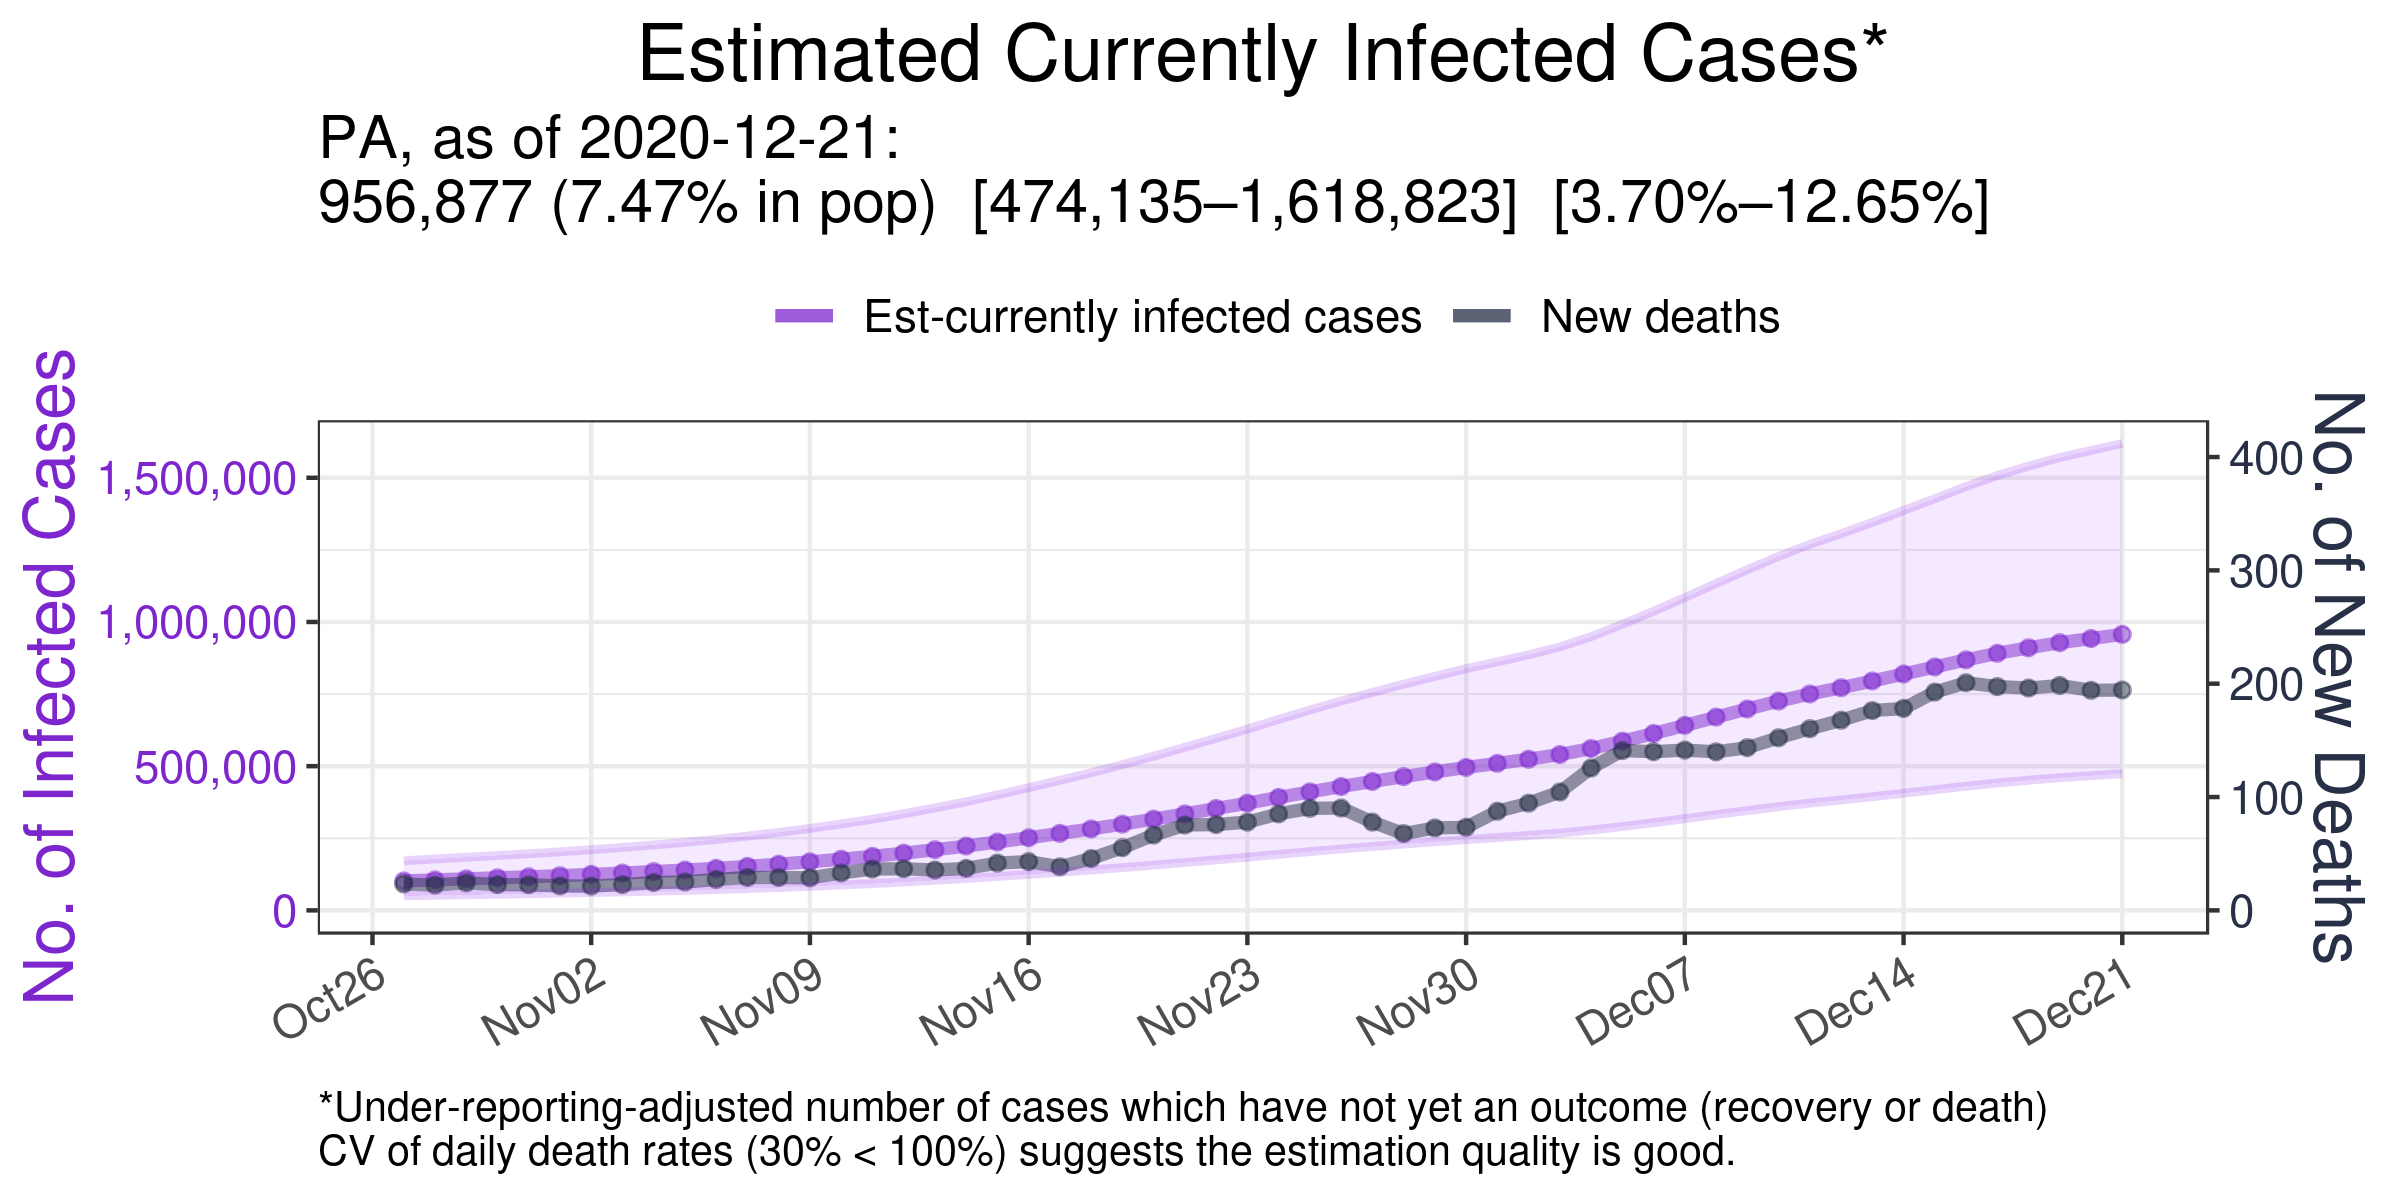 Estimated Currently Infected Cases*
PA, as of 2020-12-21:
956,877 (7.47% in pop)  [474,135–1,618,823]  [3.70%–12.65%]
Est-currently infected cases
New deaths
No. of Infected Cases
1,500,000
1,000,000
500,000
0
No. of New Deaths
400
300
200
100
0
Oct26
Nov02
Nov09
Nov16
Nov23
Nov30
Dec07
Dec14
Dec21
*Under-reporting-adjusted number of cases which have not yet an outcome (recovery or death)
CV of daily death rates (30% < 100%) suggests the estimation quality is good.